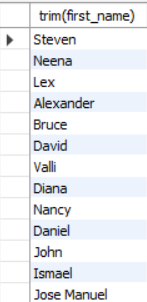 trim(first_name)
Steven
Neena
Lex
Alexander
Bruce
David
Valli
Diana
Nancy
Daniel
John
Ismael
Jose Manuel